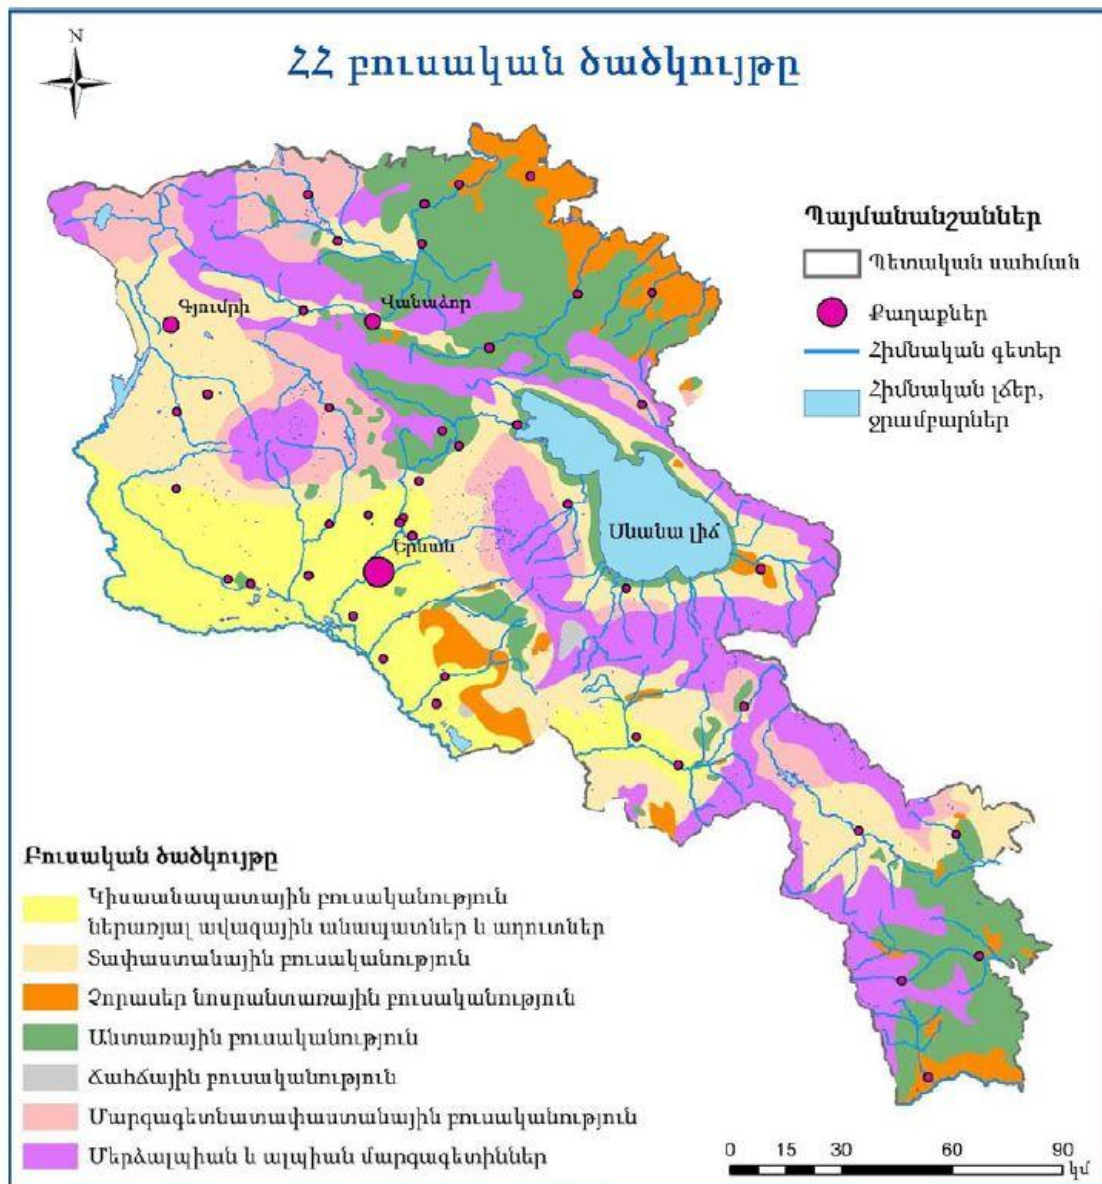 N
ՀՀ բուսական ծածկույթը
Պայմանանշաններ
Պետական սահման
Քաղաքներ
Հիմնական գետեր
Հիմնական լճեր,
ջրամբարներ
Գյումրի
Վանաձոր
Սևանա լիճ
Երևան
Բուսական ծածկույթը
Կիսաանապատային բուսականություն
ներառյալ ավազային անապատներ և աղուտներ
Տափաստանային բուսականություն
Չորասեր նոսրանտառային բուսականություն
Անտառային բուսականություն
Ճահճային բուսականություն
Մարգագետնատափաստանային բուսականություն
Մերձալպիան և ալպիան մարգագետիններ
0 15 30 60 90
կմ